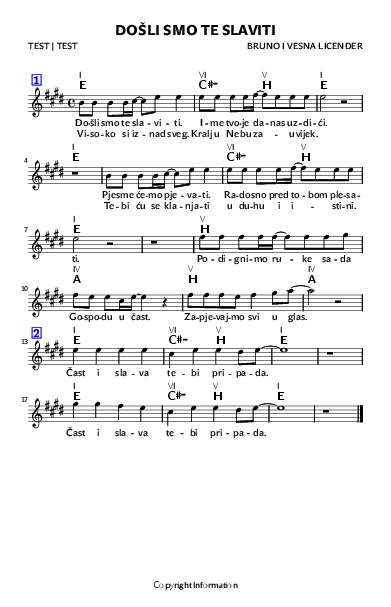 DOŠLI SMO TE SLAVITI
TEST | TEST BRUNO I VESNA LICENDER
1 I VI V I
E C#- H E
Došli smo te sla - vi - ti. I - me tvo-je da nas uz-di - ći.
Vi-so-ko si iz - nad sveg. Kralju Nebu za - uvijek.
4 I VI V
E C#- H
Pjesme će-mo pje - va-ti. Ra-dosno pred to-bom ple-sa-
Te-bi ću se kla-nja-ti u du-hu i i - sti-ni.
7 I V
E H
ti. Po-di-gni-mo ru - ke sa-da
10 IV V IV
A H A
Go-spo-du u čast. Za-pje-vaj-mo svi u glas.
2
13 I VI V I
E C#- H E
Čast i sla-va te-bi pri-pa-da.
17 I VI V I
E C#- H E
Čast i sla-va te-bi pri-pa-da.
Copyright Information